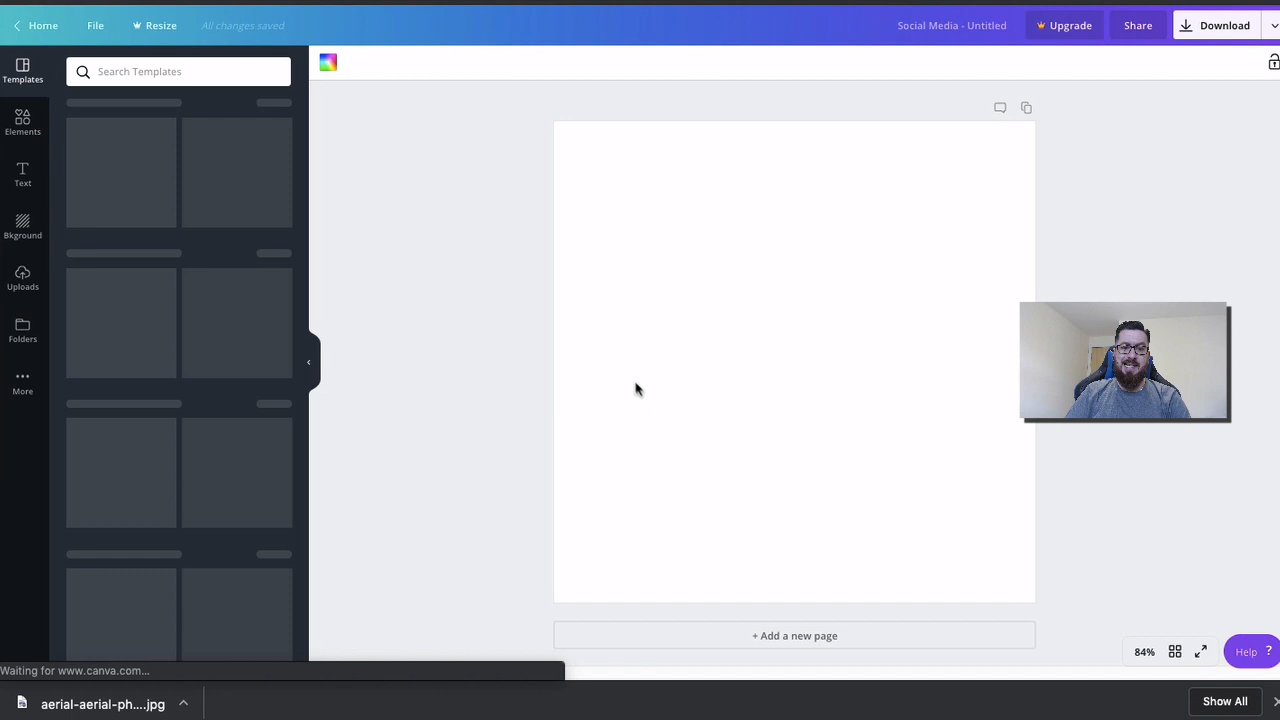 Home File Resize All changes saved Social Media - Untitled Upgrade Share Download
Templates
Search Templates
Elements
Text
Bkground
Uploads
Folders
More
+ Add a new page
84%
Help ?
Waiting for www.canva.com...
aerial-aerial-ph....jpg
Show All